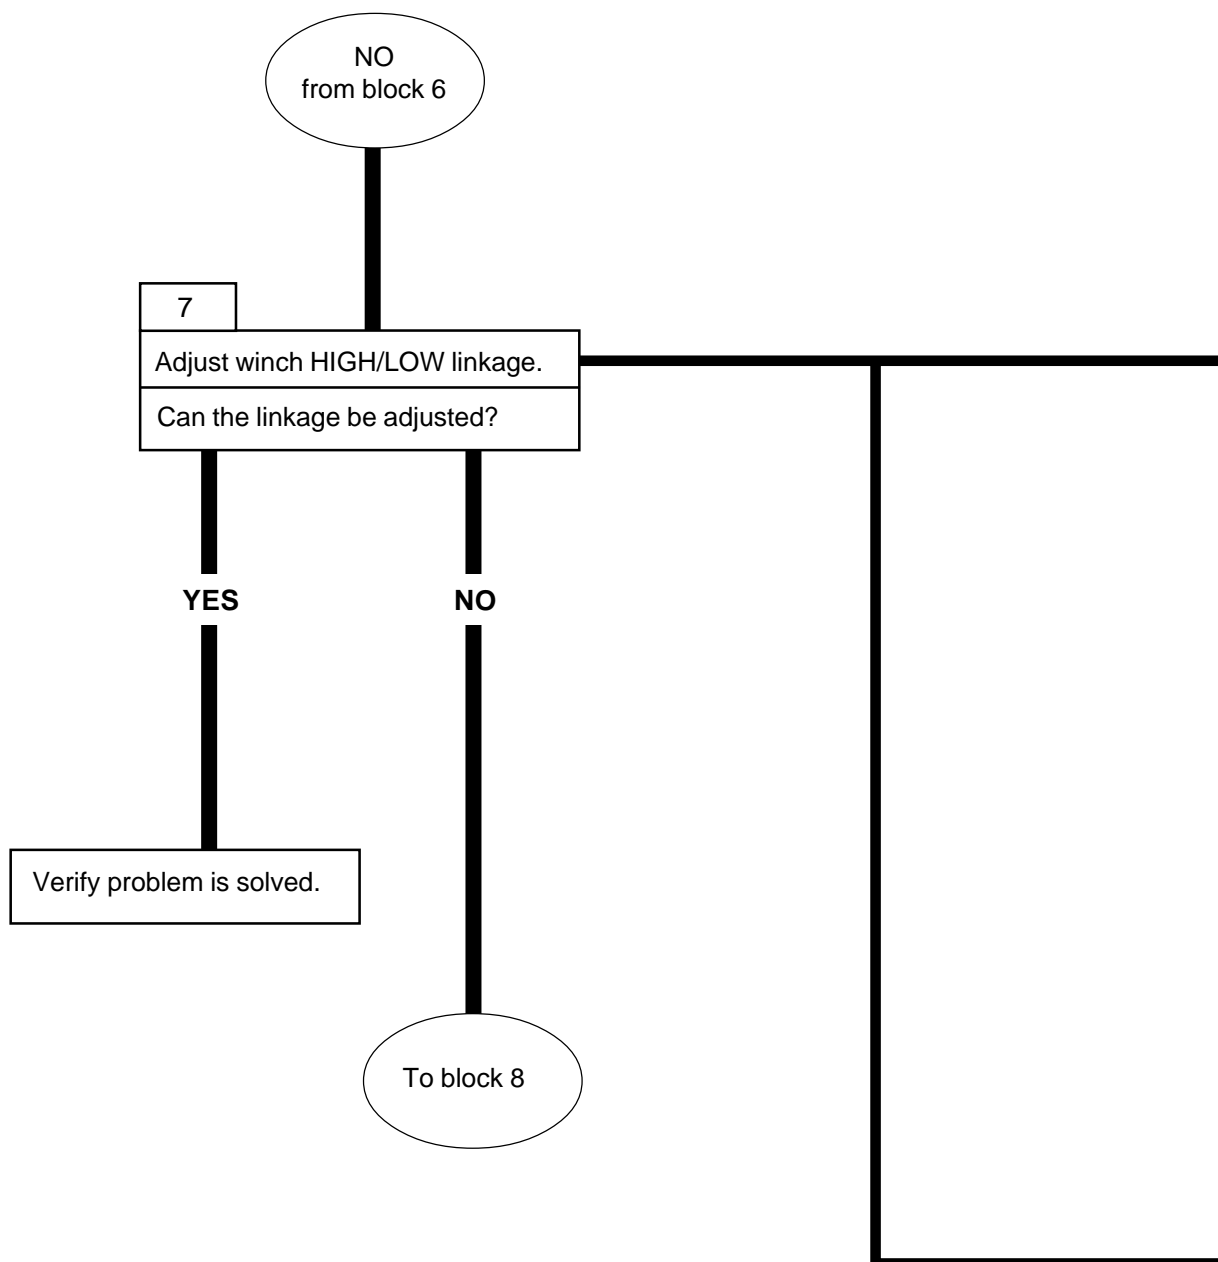 NO
from block 6
7
Adjust winch HIGH/LOW linkage.
Can the linkage be adjusted?
YES
NO
Verify problem is solved.
To block 8